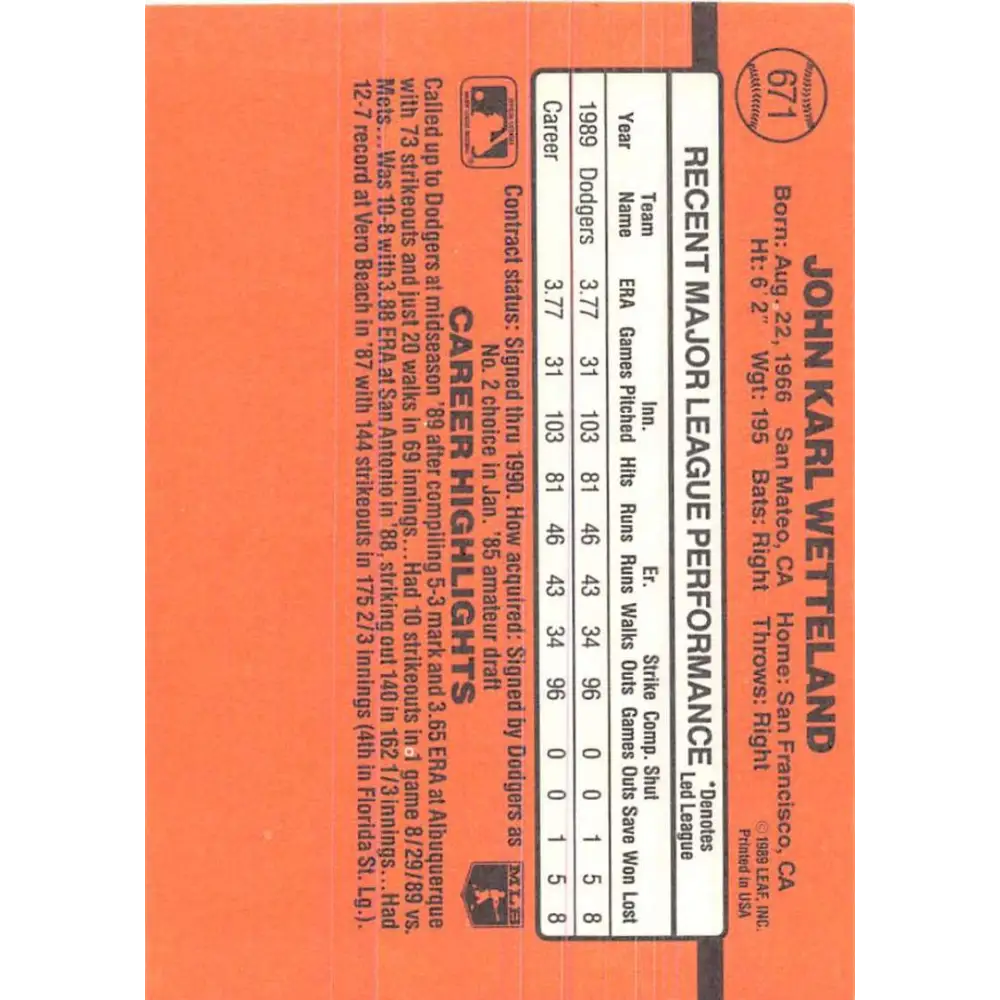 671
JOHN KARL WETTELAND
Born: Aug. 22, 1966 San Mateo, CA Home: San Francisco, CA
Ht: 6' 2" Wgt: 195 Bats: Right Throws: Right
© 1989 LEAF, INC.
Printed in USA
RECENT MAJOR LEAGUE PERFORMANCE
*Denotes
Led League
Team Inn. Er. Strike Comp. Shut
Year Name ERA Games Pitched Hits Runs Runs Walks Outs Games Outs Save Won Lost
1989 Dodgers 3.77 31 103 81 46 43 34 96 0 0 1 5 8
Career 3.77 31 103 81 46 43 34 96 0 0 1 5 8
MLB
Contract status: Signed thru 1990. How acquired: Signed by Dodgers as
No. 2 choice in Jan. '85 amateur draft
CAREER HIGHLIGHTS
Called up to Dodgers at midseason '89 after compiling 5-3 mark and 3.65 ERA at Albuquerque
with 73 strikeouts and just 20 walks in 69 innings...Had 10 strikeouts in 1 game 8/29/89 vs.
Mets...Was 10-8 with 3.88 ERA at San Antonio in '88, striking out 140 in 162 1/3 innings...Had
12-7 record at Vero Beach in '87 with 144 strikeouts in 175 2/3 innings (4th in Florida St. Lg.).